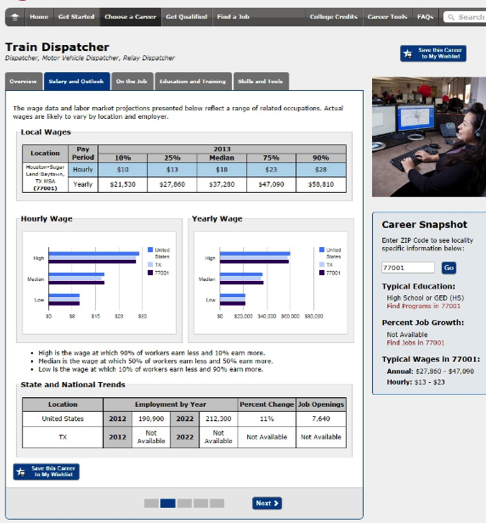 Home Get Started Choose a Career Get Qualified Find a Job College Credits Career Tools FAQs Search
Train Dispatcher
Dispatcher, Motor Vehicle Dispatcher, Relay Dispatcher
Save this Career
to My Wishlist
Overview Salary and Outlook On the Job Education and Training Skills and Tools
The wage data and labor market projections presented below reflect a range of related occupations. Actual
wages are likely to vary by location and employer.
Local Wages
Location Pay Period 2013
10% 25% Median 75% 90%
Houston-Sugar Land-Baytown, TX MSA (77001)
Hourly $10 $13 $18 $23 $28
Yearly $21,530 $27,860 $37,280 $47,090 $58,810
Hourly Wage
High
Median
Low
$0 $8 $15 $23 $30
United States
TX
77001
Yearly Wage
High
Median
Low
$0 $20,000 $40,000 $60,000 $80,000
United States
TX
77001
• High is the wage at which 90% of workers earn less and 10% earn more.
• Median is the wage at which 50% of workers earn less and 50% earn more.
• Low is the wage at which 10% of workers earn less and 90% earn more.
State and National Trends
Location Employment by Year Percent Change Job Openings
United States 2012 190,900 2022 212,300 11% 7,640
TX 2012 Not Available 2022 Not Available Not Available Not Available
Save this Career
to My Wishlist
Next
Career Snapshot
Enter ZIP Code to see locality
specific information below:
77001 Go
Typical Education:
High School or GED (HS)
Find Programs in 77001
Percent Job Growth:
Not Available
Find Jobs in 77001
Typical Wages in 77001:
Annual: $27,860 - $47,090
Hourly: $13 - $23